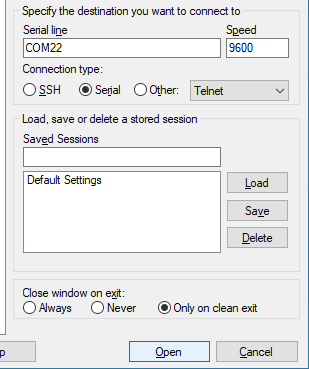 Specify the destination you want to connect to
Serial line Speed
COM22 9600
Connection type:
SSH Serial Other: Telnet
Load, save or delete a stored session
Saved Sessions
Default Settings
Load
Save
Delete
Close window on exit:
Always Never Only on clean exit
p Open Cancel